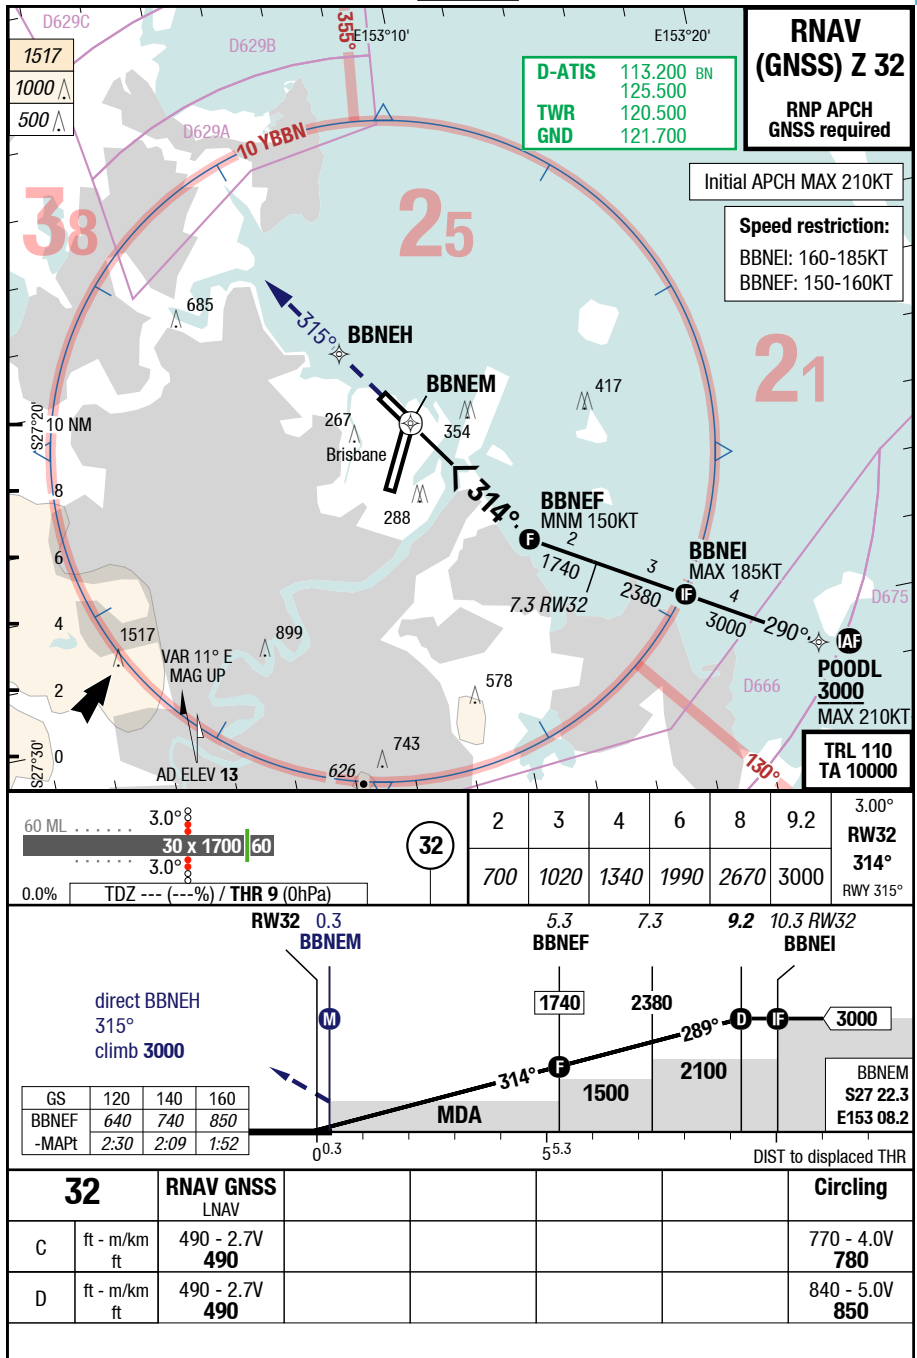 D629C
D629B
D629A
355°
E153°10'
E153°20'
RNAV
(GNSS) Z 32
RNP APCH
GNSS required
1517
1000
500
D-ATIS 113.200 BN
125.500
TWR 120.500
GND 121.700
10 YBBN
Initial APCH MAX 210KT
Speed restriction:
BBNEI: 160-185KT
BBNEF: 150-160KT
38
25
21
685
315°
BBNEH
BBNEM
417
S27°20'
10 NM
267
354
Brisbane
8
288
314°
BBNEF
MNM 150KT
2
1740
7.3 RW32
3
2380
BBNEI
MAX 185KT
IF
4
3000
290°
F
6
4
2
0
D675
IAF
POODL
3000
MAX 210KT
D666
1517
899
VAR 11° E
MAG UP
578
743
626
AD ELEV 13
S27°30'
130°
TRL 110
TA 10000
60 ML
3.0°
30 x 1700 60
3.0°
0.0%
TDZ --- (---%) / THR 9 (0hPa)
32
2 3 4 6 8 9.2
700 1020 1340 1990 2670 3000
3.00°
RW32
314°
RWY 315°
RW32 0.3 5.3 7.3 9.2 10.3 RW32
BBNEM BBNEF BBNEI
direct BBNEH
315°
climb 3000
M
1740
2380
289°
D
IF
3000
314°
F
MDA
1500
2100
BBNEM
S27 22.3
E153 08.2
GS 120 140 160
BBNEF 640 740 850
-MAPt 2:30 2:09 1:52
0 0.3 5 5.3
DIST to displaced THR
32 RNAV GNSS Circling
LNAV
C ft - m/km 490 - 2.7V 770 - 4.0V
ft 490 780
D ft - m/km 490 - 2.7V 840 - 5.0V
ft 490 850